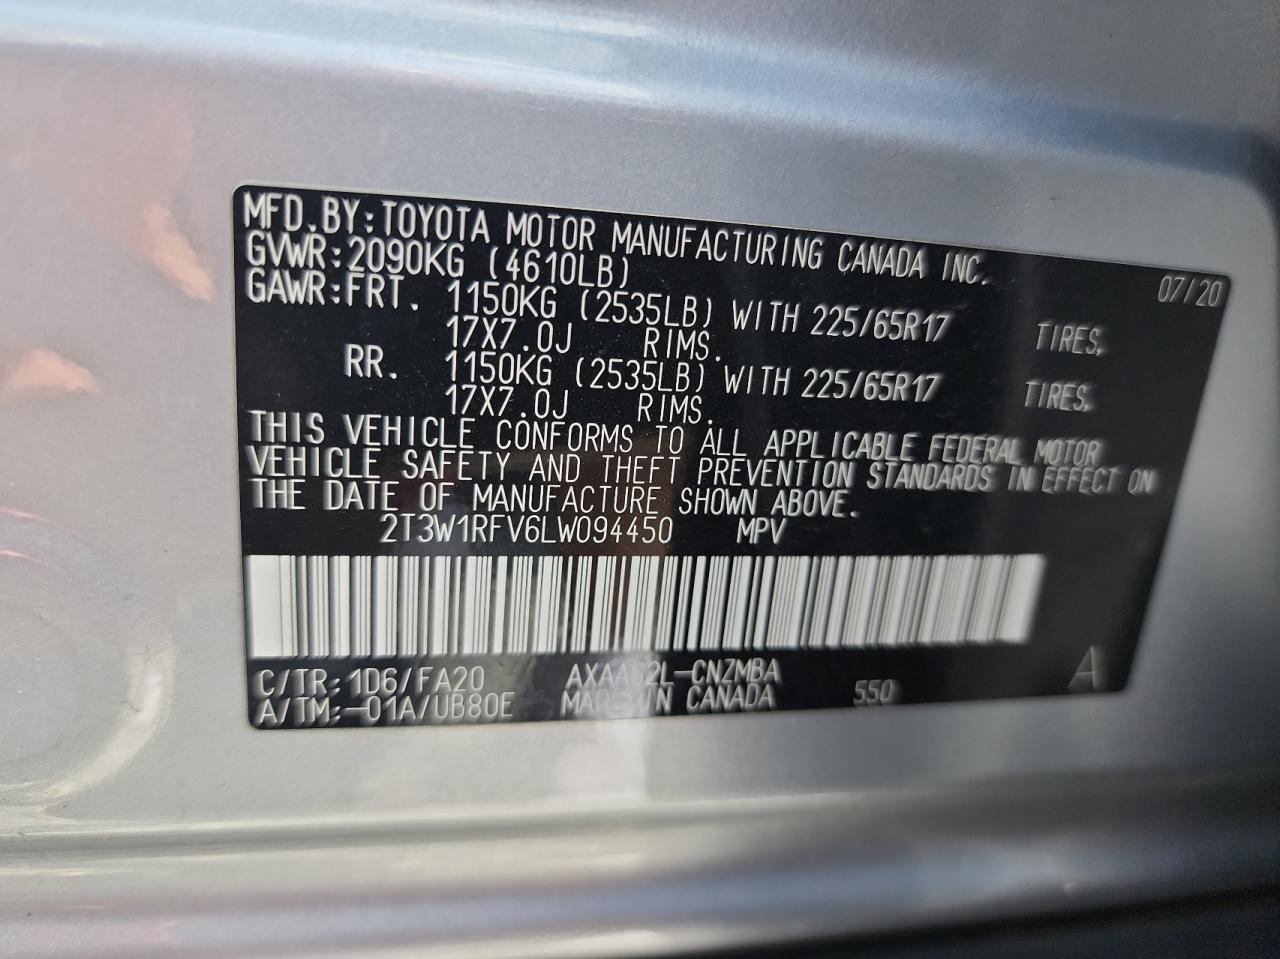 MFD.BY:TOYOTA MOTOR MANUFACTURING CANADA INC. 07/20
GVWR:2090KG (4610LB)
GAWR:FRT. 1150KG (2535LB) WITH 225/65R17 TIRES,
17X7.0J RIMS.
RR. 1150KG (2535LB) WITH 225/65R17 TIRES,
17X7.0J RIMS.
THIS VEHICLE CONFORMS TO ALL APPLICABLE FEDERAL MOTOR
VEHICLE SAFETY AND THEFT PREVENTION STANDARDS IN EFFECT ON
THE DATE OF MANUFACTURE SHOWN ABOVE.
2T3W1RFV6LW094450 MPV
C/TR:1D6/FA20
A/TM:-01A/UB80E MADE IN CANADA 550 A